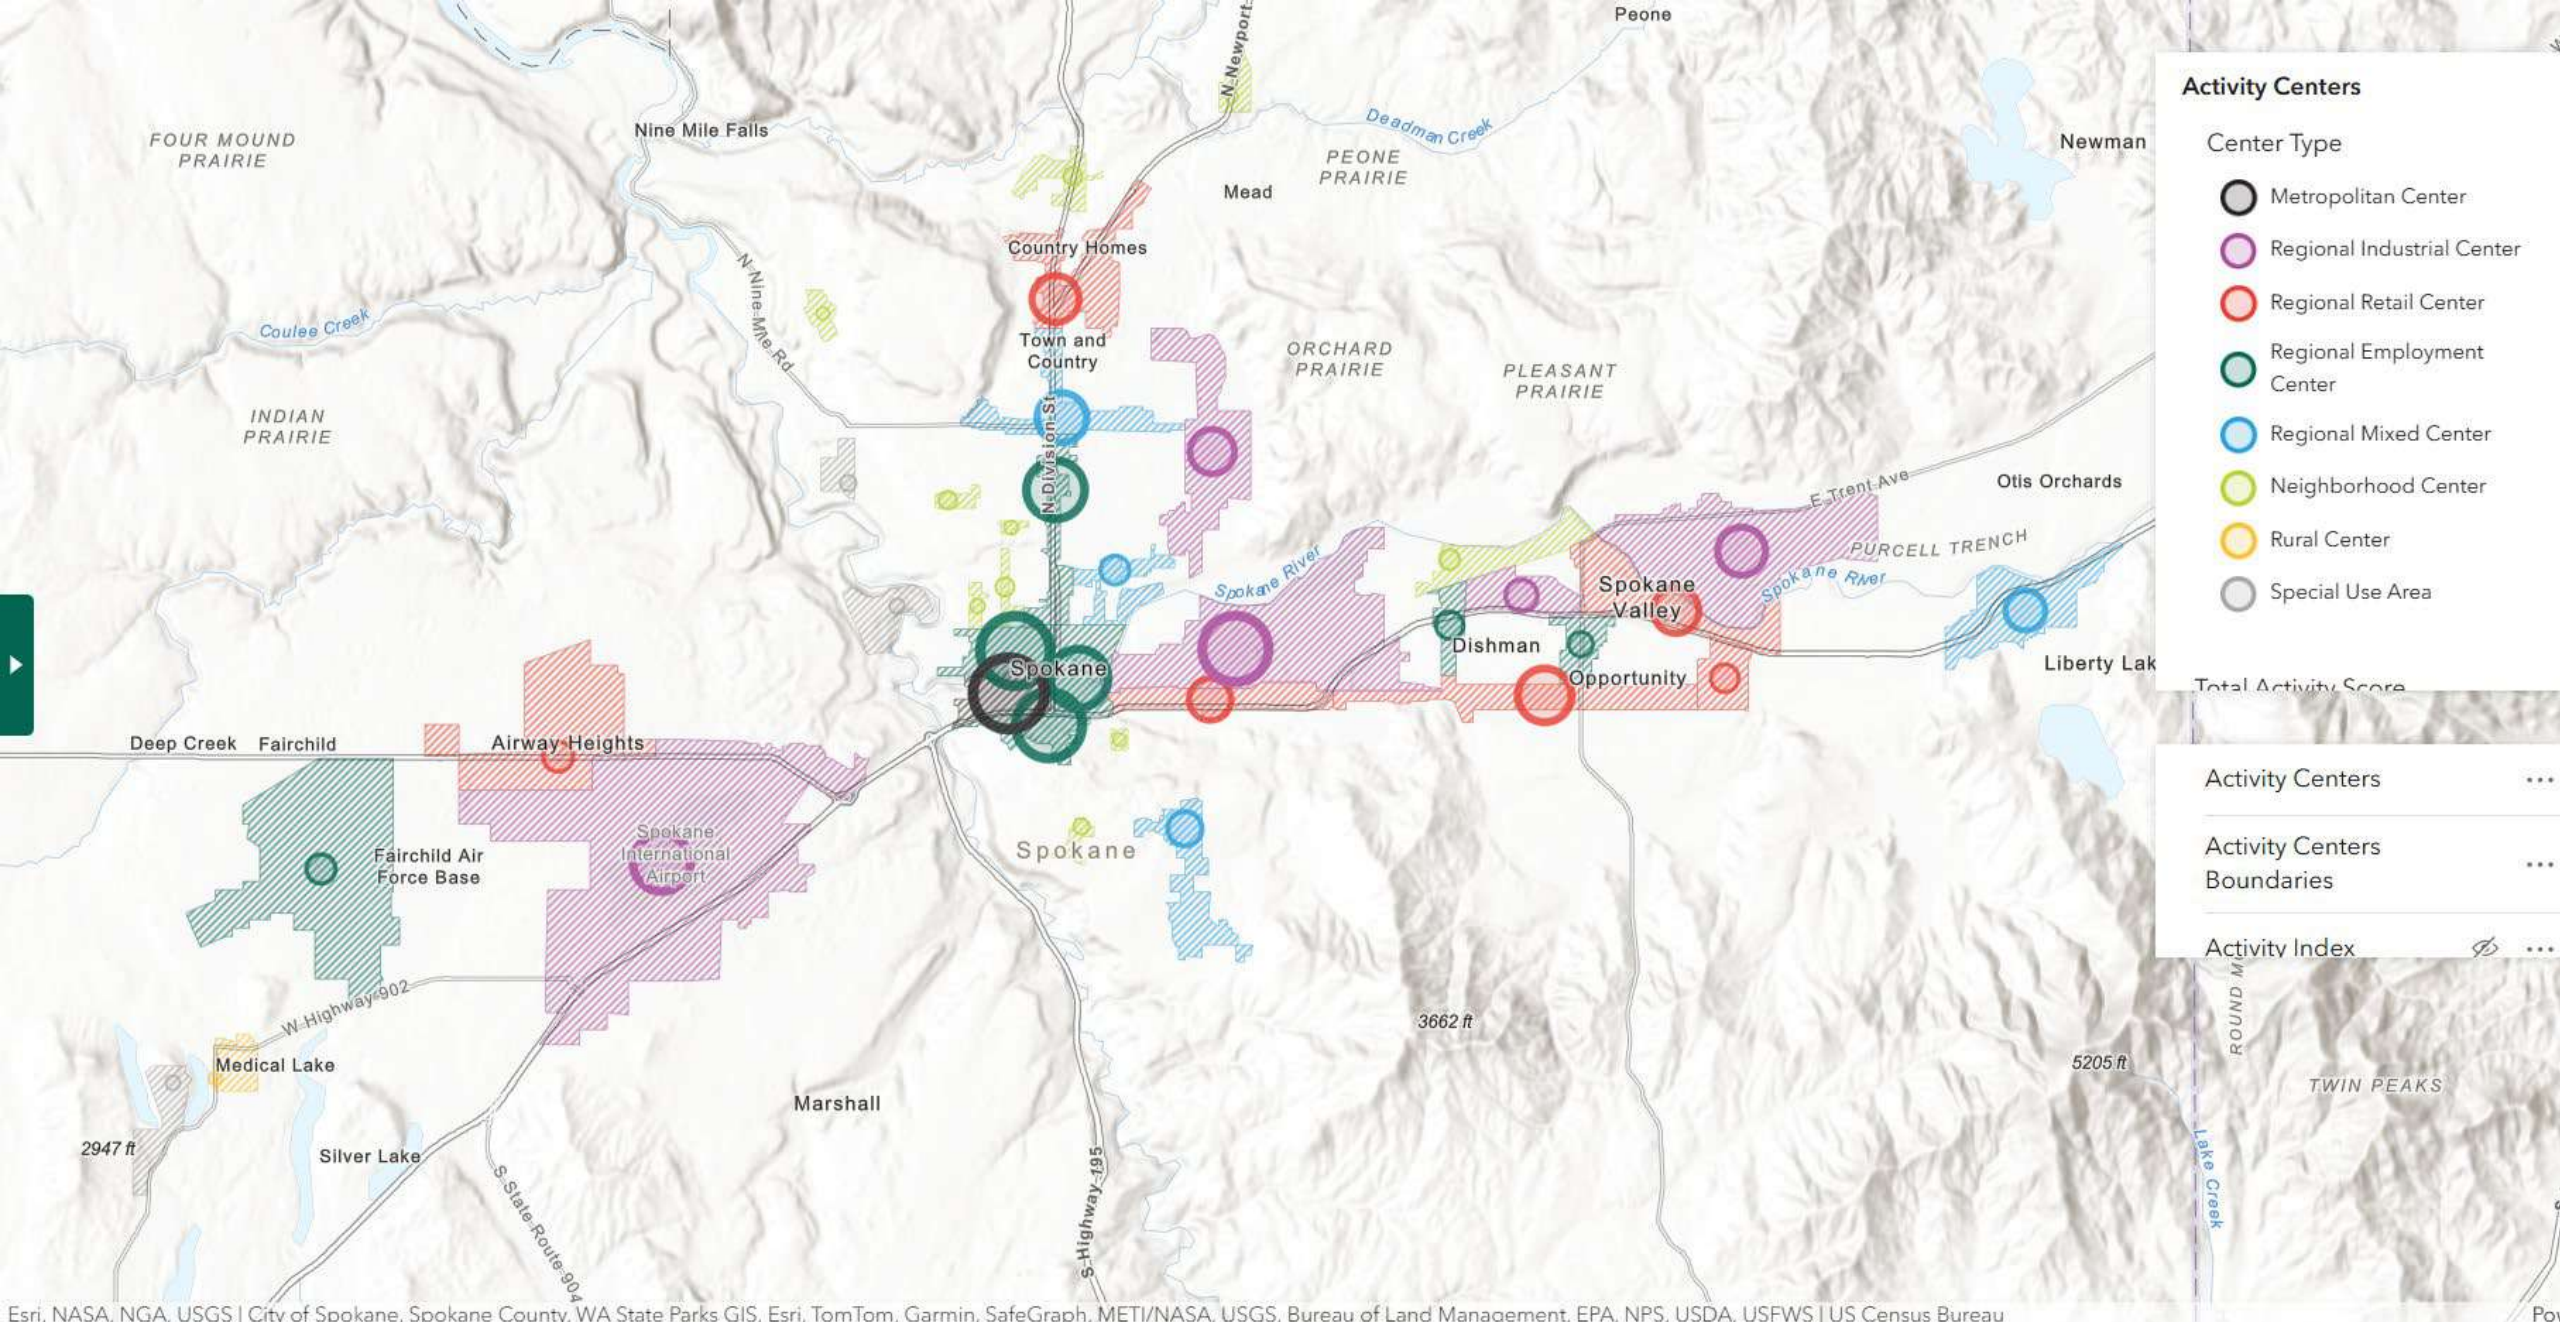 Peone
N Newport
Deadman Creek
Nine Mile Falls
FOUR MOUND
PRAIRIE
PEONE
PRAIRIE
Mead
Newman
Country Homes
N Nine Mile Rd
Coulee Creek
Town and
Country
ORCHARD
PRAIRIE
PLEASANT
PRAIRIE
INDIAN
PRAIRIE
N Division St
E Trent Ave
Otis Orchards
PURCELL TRENCH
Spokane River
Spokane River
Spokane
Valley
Dishman
Spokane
Opportunity
Liberty Lak
Deep Creek
Fairchild
Airway Heights
Spokane
International
Airport
Fairchild Air
Force Base
Spokane
W Highway 902
Medical Lake
3662 ft
5205 ft
ROUND M
TWIN PEAKS
Marshall
2947 ft
Silver Lake
S State Route 904
S Highway 195
Lake Creek
Activity Centers
Center Type
Metropolitan Center
Regional Industrial Center
Regional Retail Center
Regional Employment
Center
Regional Mixed Center
Neighborhood Center
Rural Center
Special Use Area
Total Activity Score
Activity Centers
Activity Centers
Boundaries
Activity Index
Esri, NASA, NGA, USGS | City of Spokane, Spokane County, WA State Parks GIS, Esri, TomTom, Garmin, SafeGraph, METI/NASA, USGS, Bureau of Land Management, EPA, NPS, USDA, USFWS | US Census Bureau
Po